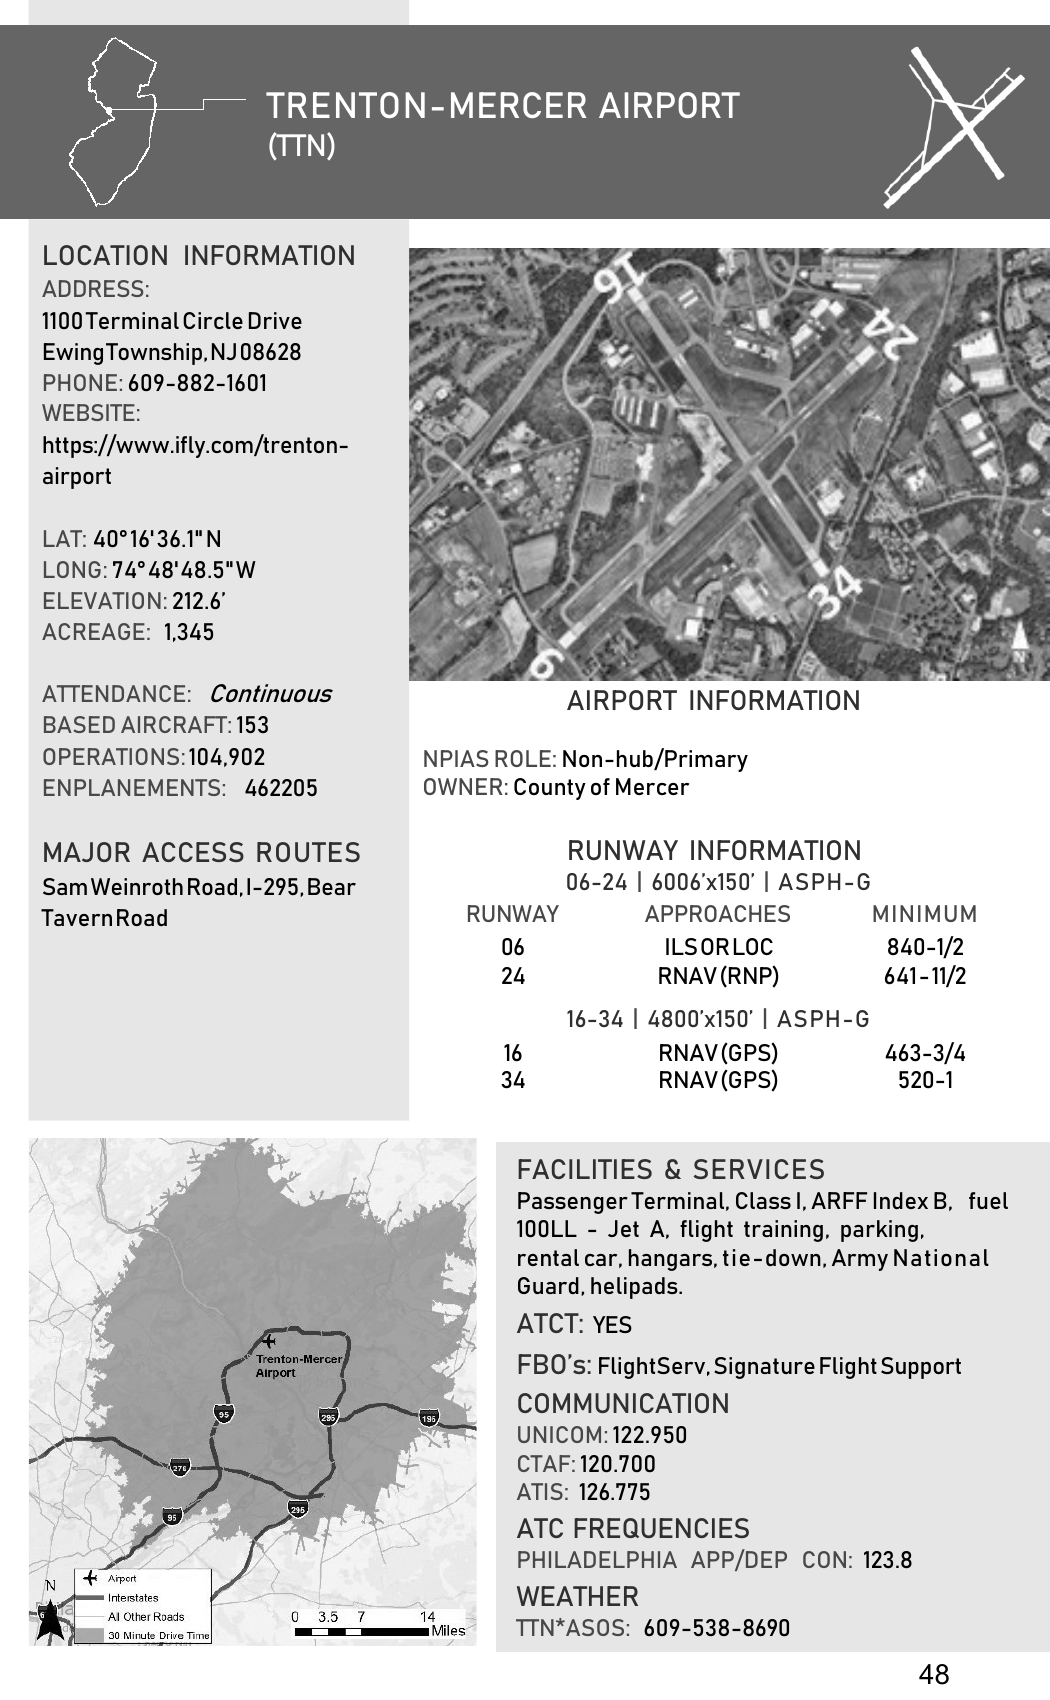 TRENTON-MERCER AIRPORT
(TTN)
LOCATION INFORMATION
ADDRESS:
1100 Terminal Circle Drive
Ewing Township, NJ 08628
PHONE: 609-882-1601
WEBSITE:
https://www.ifly.com/trenton-
airport
LAT: 40°16'36.1" N
LONG: 74°48'48.5" W
ELEVATION: 212.6’
ACREAGE: 1,345
ATTENDANCE: Continuous
BASED AIRCRAFT: 153
OPERATIONS: 104,902
ENPLANEMENTS: 462205
MAJOR ACCESS ROUTES
Sam Weinroth Road, I-295, Bear
Tavern Road
16
24
34
6
N
AIRPORT INFORMATION
NPIAS ROLE: Non-hub/Primary
OWNER: County of Mercer
RUNWAY INFORMATION
06-24 | 6006’x150’ | ASPH-G
RUNWAY APPROACHES MINIMUM
06 ILS OR LOC 840-1/2
24 RNAV (RNP) 641-11/2
16-34 | 4800’x150’ | ASPH-G
16 RNAV (GPS) 463-3/4
34 RNAV (GPS) 520-1
Trenton-Mercer
Airport
95
295
195
276
95
295
N
Airport
Interstates
All Other Roads
30 Minute Drive Time
0 3.5 7 14
Miles
FACILITIES & SERVICES
Passenger Terminal, Class I, ARFF Index B, fuel
100LL - Jet A, flight training, parking,
rental car, hangars, tie-down, Army National
Guard, helipads.
ATCT: YES
FBO’s: FlightServ, Signature Flight Support
COMMUNICATION
UNICOM: 122.950
CTAF: 120.700
ATIS: 126.775
ATC FREQUENCIES
PHILADELPHIA APP/DEP CON: 123.8
WEATHER
TTN*ASOS: 609-538-8690
48